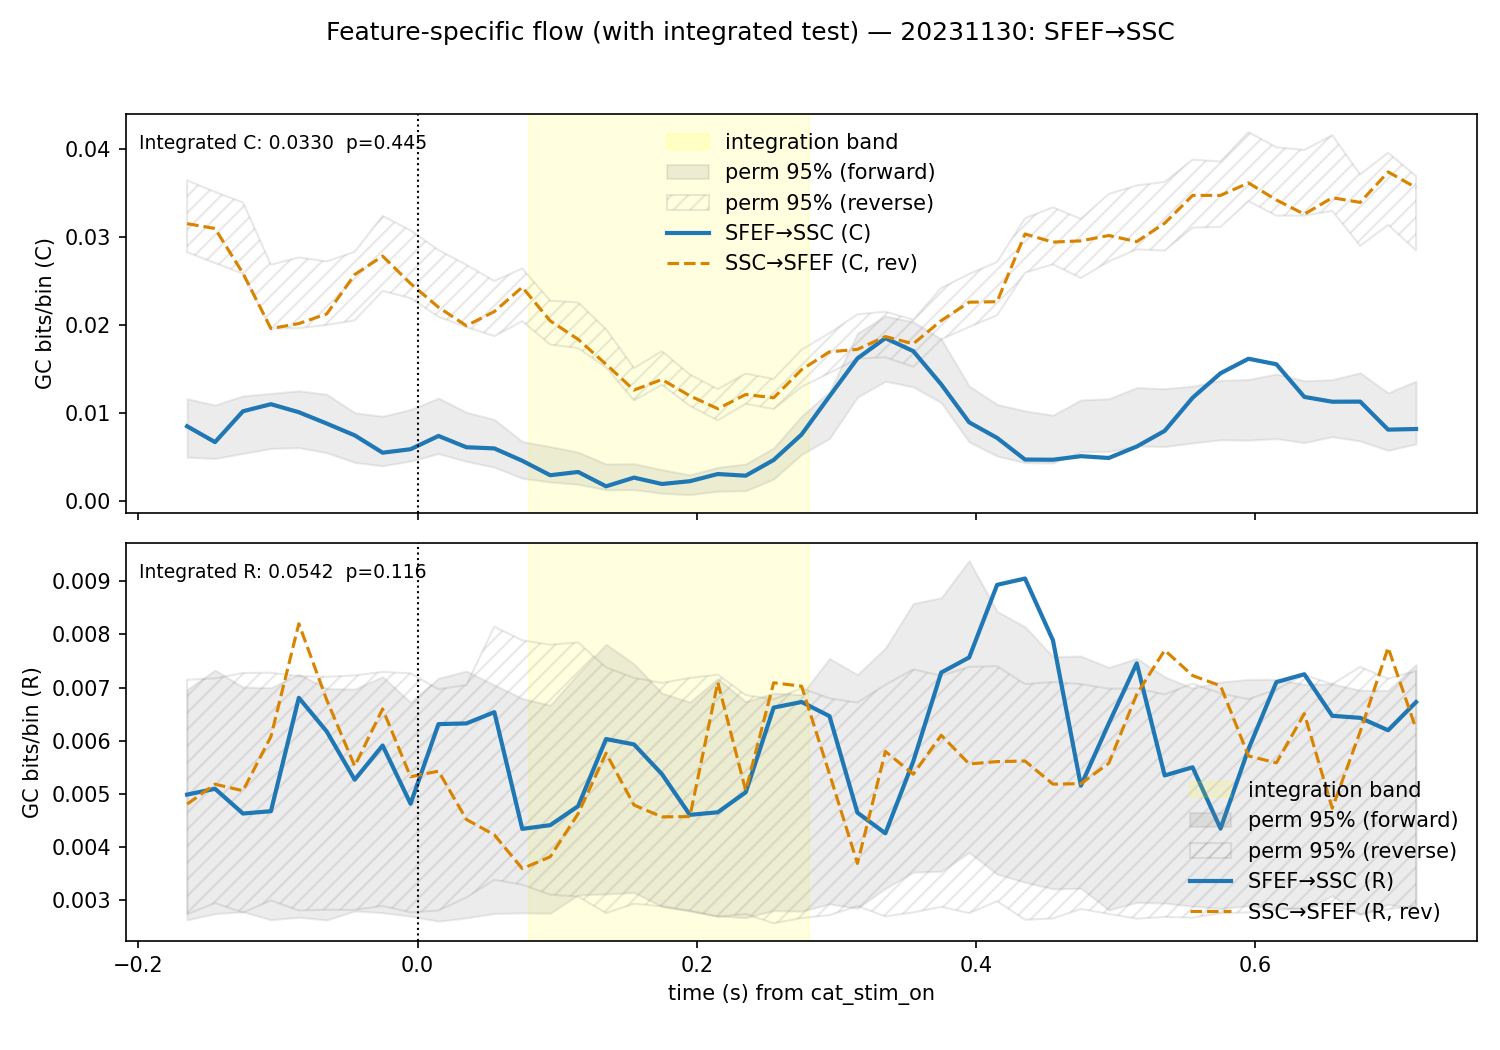 Feature-specific flow (with integrated test) — 20231130: SFEF→SSC
Integrated C: 0.0330  p=0.445
integration band
perm 95% (forward)
perm 95% (reverse)
SFEF→SSC (C)
SSC→SFEF (C, rev)
GC bits/bin (C)
0.04
0.03
0.02
0.01
0.00
Integrated R: 0.0542  p=0.116
GC bits/bin (R)
0.009
0.008
0.007
0.006
0.005
0.004
0.003
integration band
perm 95% (forward)
perm 95% (reverse)
SFEF→SSC (R)
SSC→SFEF (R, rev)
−0.2 0.0 0.2 0.4 0.6
time (s) from cat_stim_on